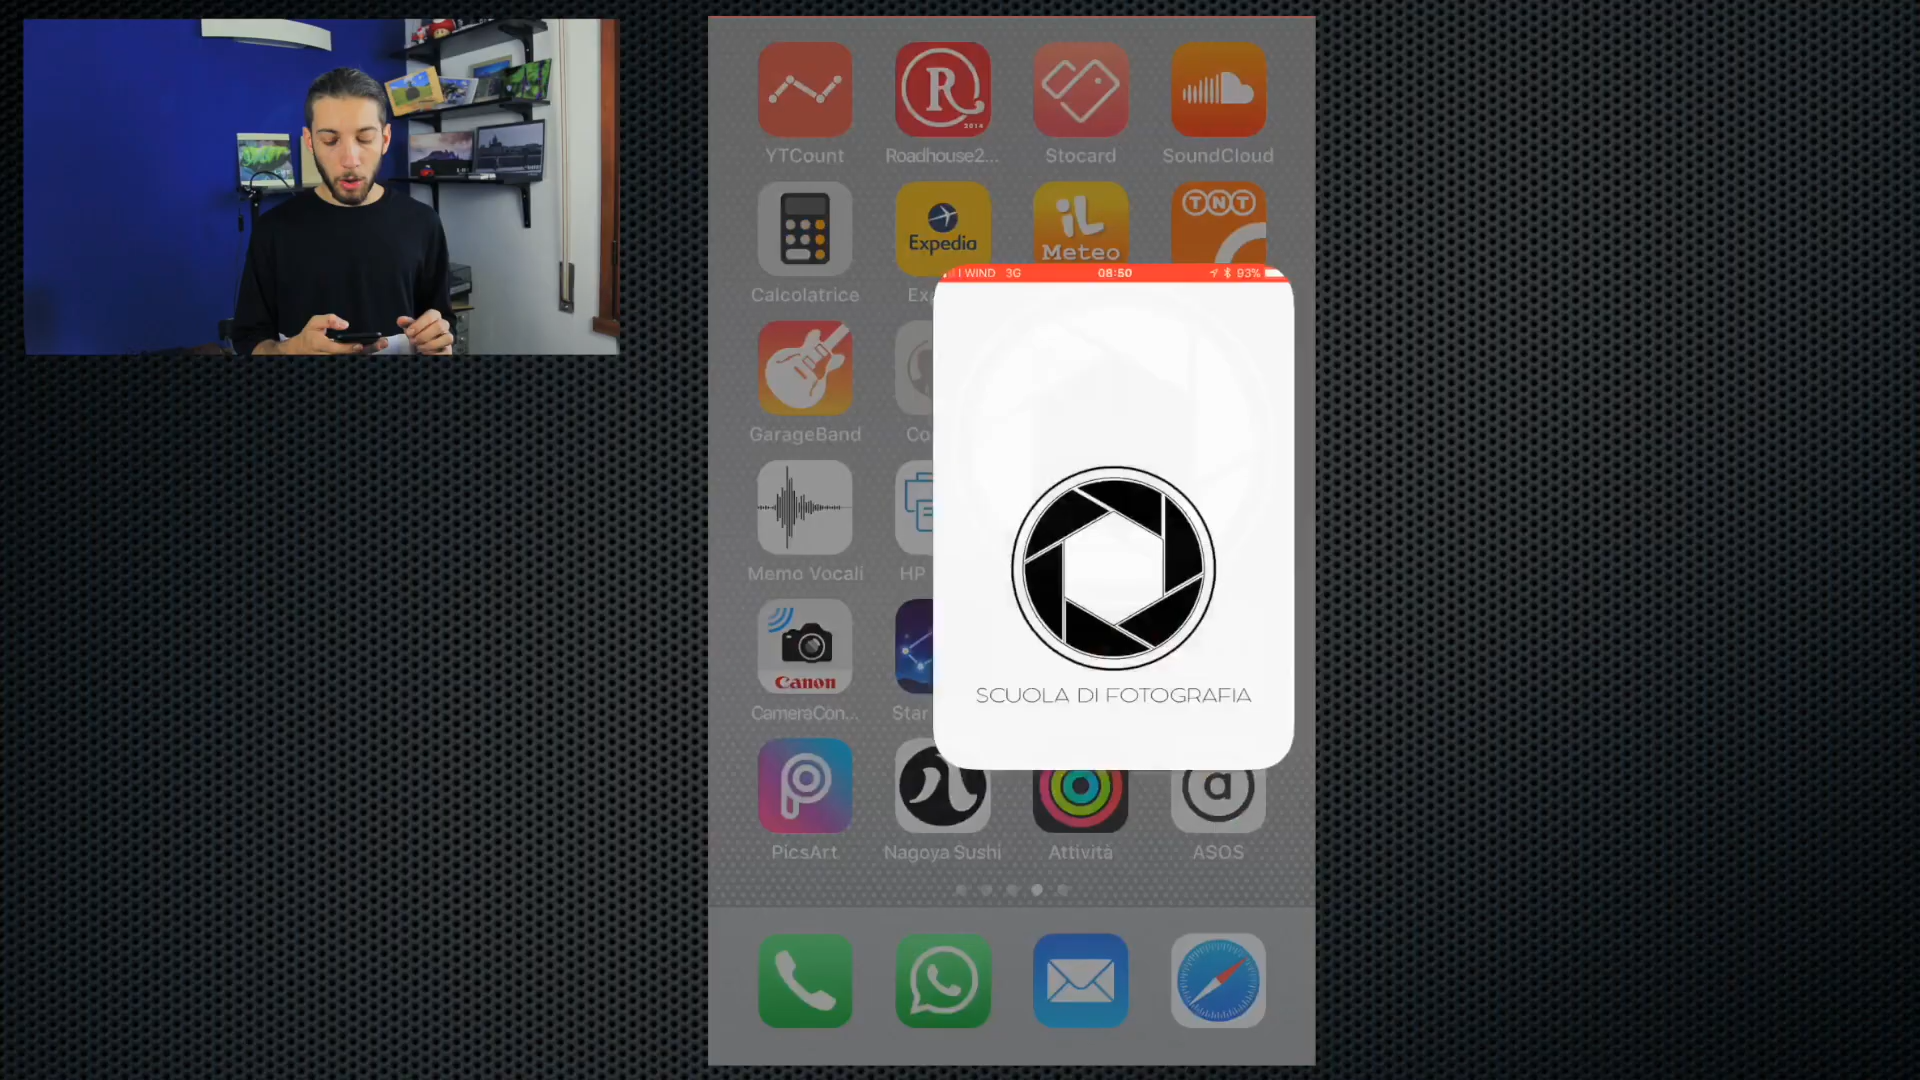 YTCount
R
2014
Roadhouse2...
Stocard
SoundCloud
Calcolatrice
Expedia
Ex
iL
Meteo
TNT
WIND 3G 08:50 93%
GarageBand
Co
Memo Vocali
HP
Canon
CameraCon...
Star
SCUOLA DI FOTOGRAFIA
PicsArt
Nagoya Sushi
Attività
a
ASOS